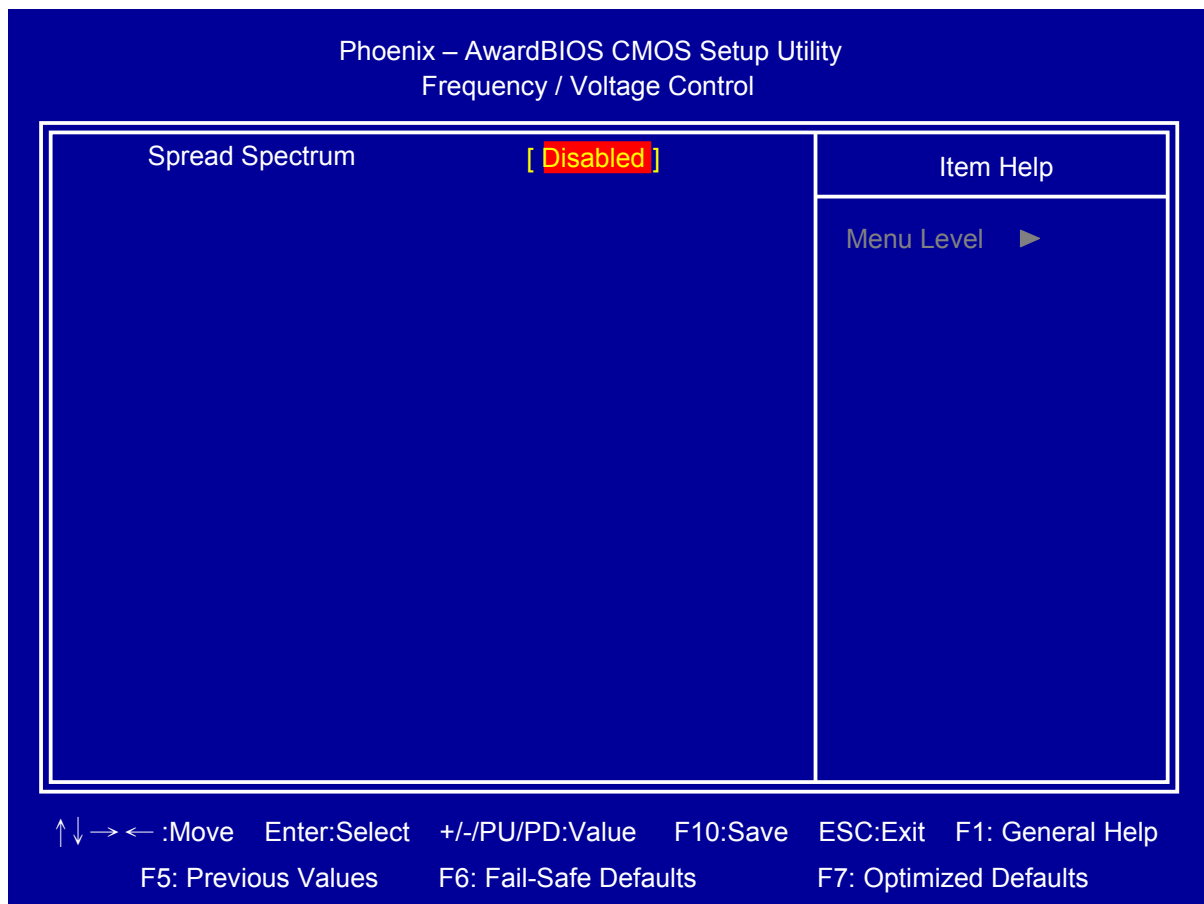 Phoenix – AwardBIOS CMOS Setup Utility
Frequency / Voltage Control
Spread Spectrum [ Disabled ]
Item Help
Menu Level ►
↑↓→← :Move Enter:Select +/-/PU/PD:Value F10:Save ESC:Exit F1: General Help
F5: Previous Values F6: Fail-Safe Defaults F7: Optimized Defaults